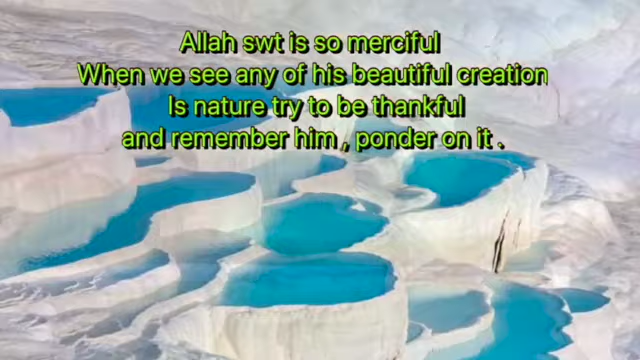 Allah swt is so merciful
When we see any of his beautiful creation
Is nature try to be thankful
and remember him , ponder on it .